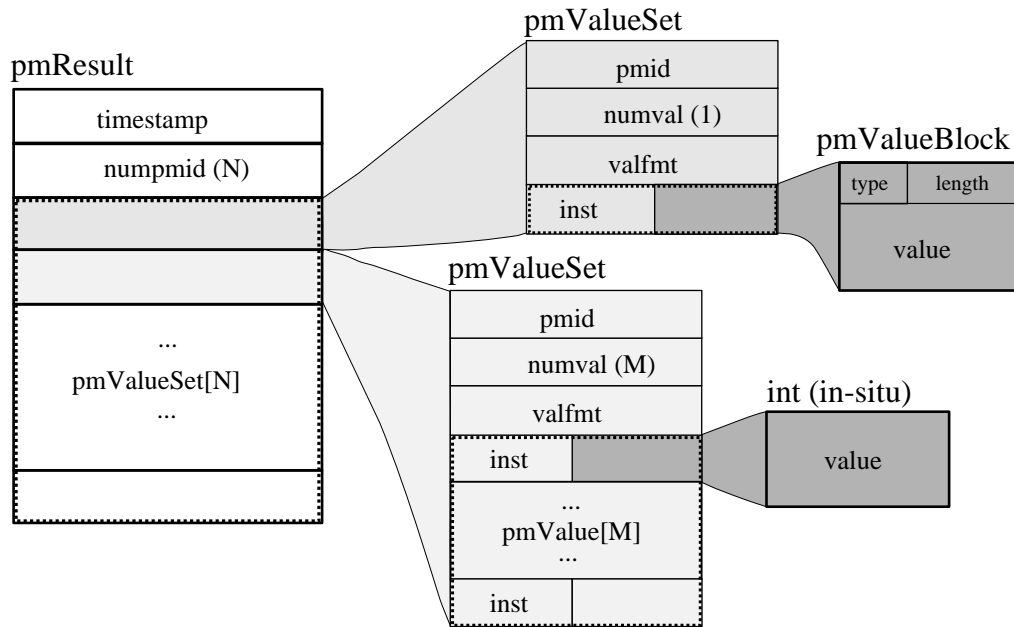 pmResult
timestamp
numpmid (N)
...
pmValueSet[N]
...
pmValueSet
pmid
numval (1)
valfmt
inst
pmValueBlock
type length
value
pmValueSet
pmid
numval (M)
valfmt
inst
...
pmValue[M]
...
inst
int (in-situ)
value